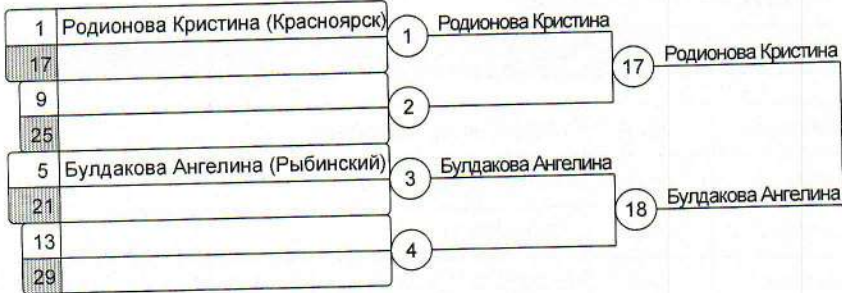 1 Родионова Кристина (Красноярск) 1 Родионова Кристина
17
17 Родионова Кристина
9
2
25
5 Булдакова Ангелина (Рыбинский) 3 Булдакова Ангелина
21
18 Булдакова Ангелина
13
4
29